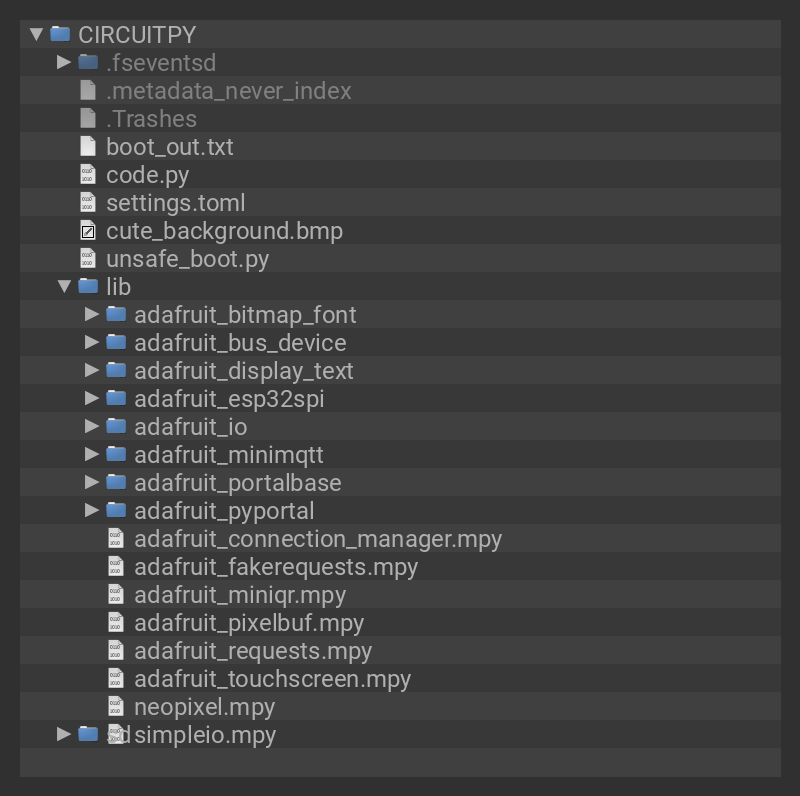 CIRCUITPY
.fseventsd
.metadata_never_index
.Trashes
boot_out.txt
code.py
settings.toml
cute_background.bmp
unsafe_boot.py
lib
adafruit_bitmap_font
adafruit_bus_device
adafruit_display_text
adafruit_esp32spi
adafruit_io
adafruit_minimqtt
adafruit_portalbase
adafruit_pyportal
adafruit_connection_manager.mpy
adafruit_fakerequests.mpy
adafruit_miniqr.mpy
adafruit_pixelbuf.mpy
adafruit_requests.mpy
adafruit_touchscreen.mpy
neopixel.mpy
sd simpleio.mpy